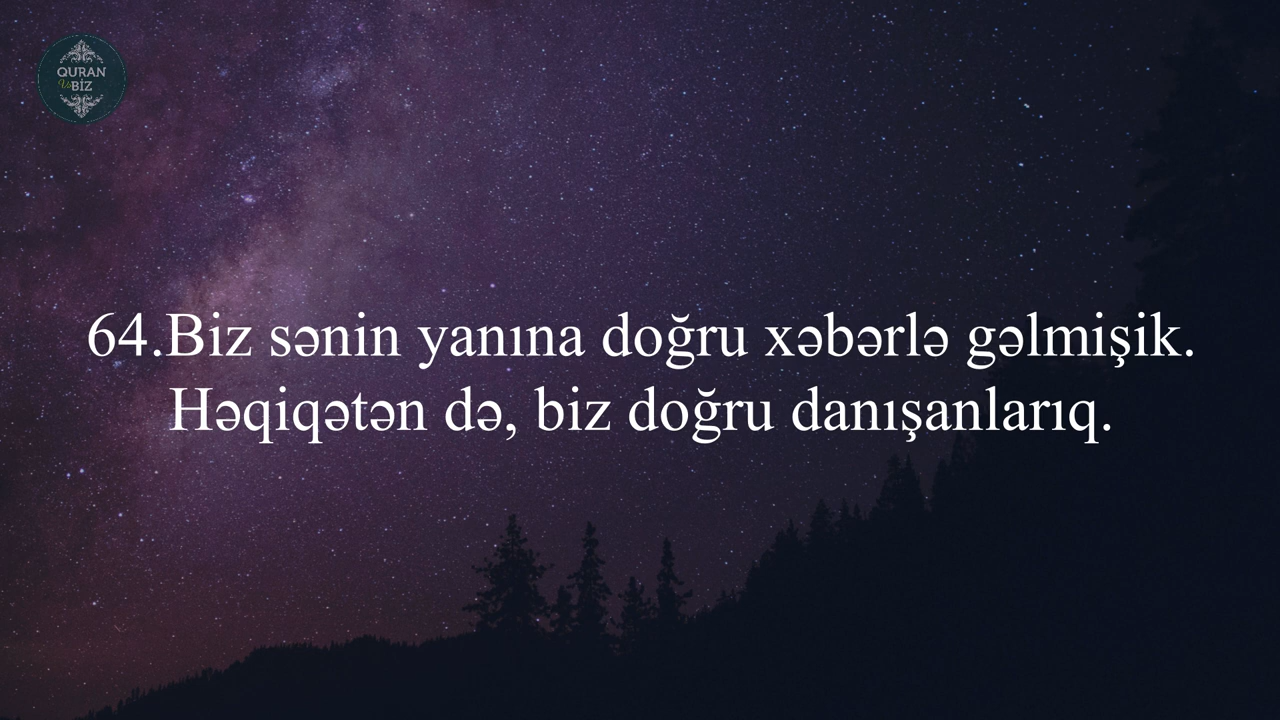 QURAN
Və BİZ
64.Biz sənin yanına doğru xəbərlə gəlmişik.
Həqiqətən də, biz doğru danışanlarıq.